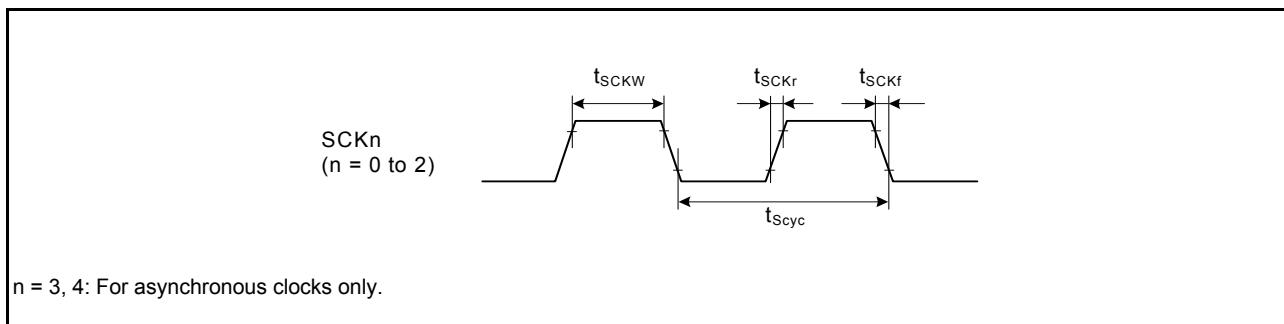 tSCKW tSCKr tSCKf
SCKn
(n = 0 to 2)
tScyc
n = 3, 4: For asynchronous clocks only.